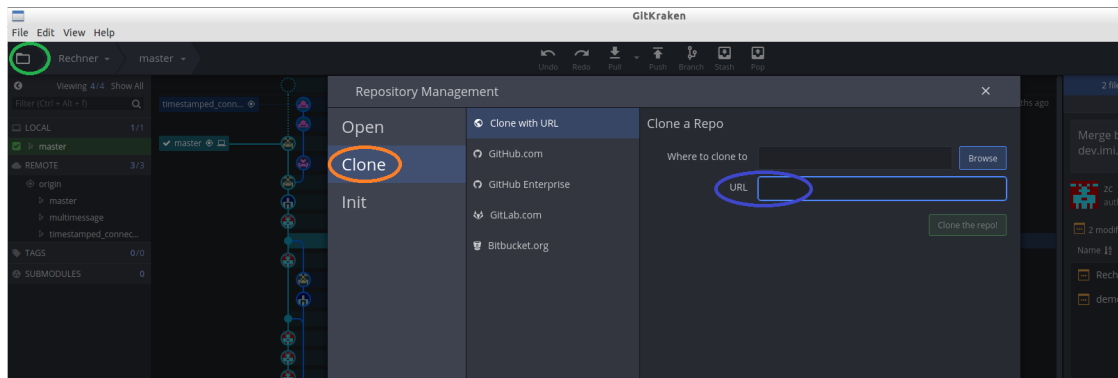 GitKraken
File Edit View Help
Rechner
master
Undo Redo Pull Push Branch Stash Pop
Viewing 4/4 Show All
Filter (Ctrl + Alt + f)
LOCAL 1/1
master
REMOTE 3/3
origin
master
multimessage
timestamped_connec...
TAGS 0/0
SUBMODULES 0
timestamped_conn...
master
Repository Management
Open
Clone
Init
Clone with URL
GitHub.com
GitHub Enterprise
GitLab.com
Bitbucket.org
Clone a Repo
Where to clone to
Browse
URL
Clone the repo!
ths ago
2 file
Merge b
dev.imi.
zc
auth
2 modif
Name
Rech
demo